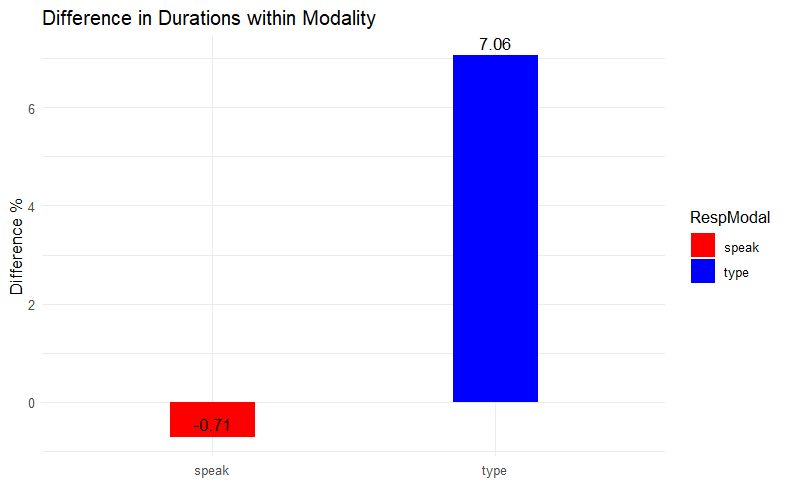 Difference in Durations within Modality
7.06
6
4
2
0
Difference %
-0.71
speak
type
RespModal
speak
type